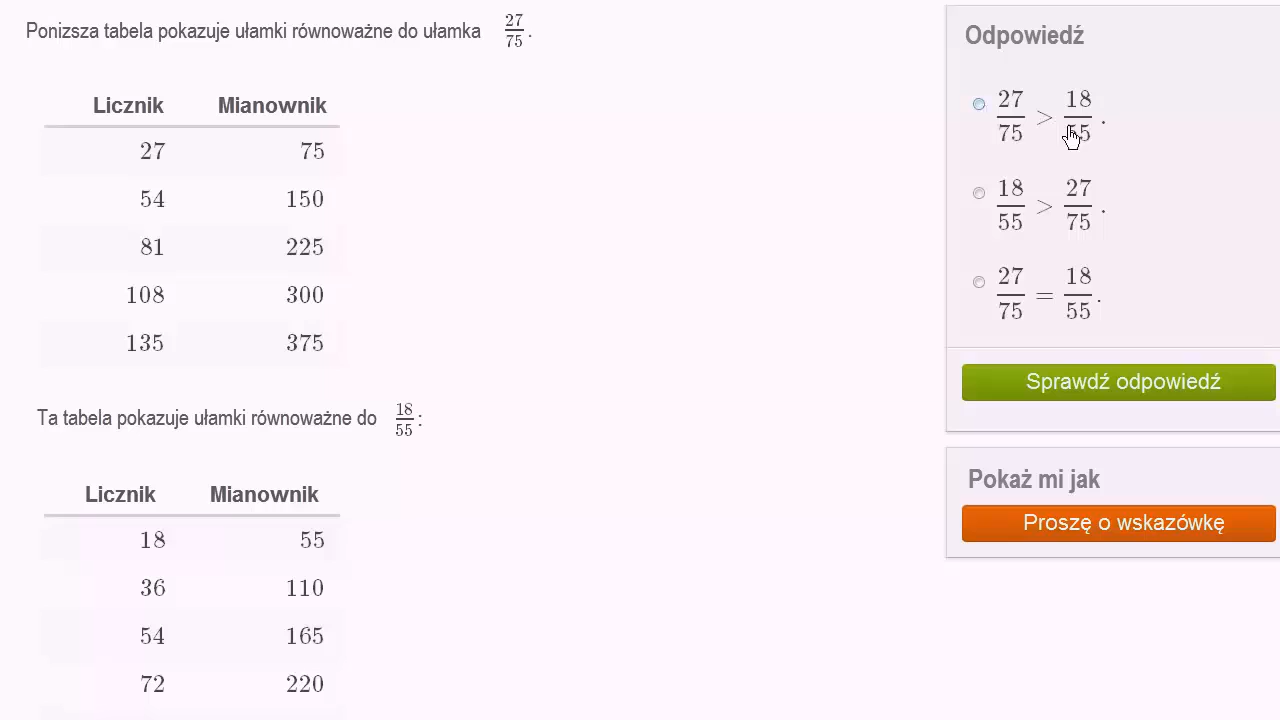 Ponizsza tabela pokazuje ułamki równoważne do ułamka 27/75.
Licznik Mianownik
27 75
54 150
81 225
108 300
135 375
Ta tabela pokazuje ułamki równoważne do 18/55:
Licznik Mianownik
18 55
36 110
54 165
72 220
Odpowiedź
27/75 > 18/55.
18/55 > 27/75.
27/75 = 18/55.
Sprawdź odpowiedź
Pokaż mi jak
Proszę o wskazówkę